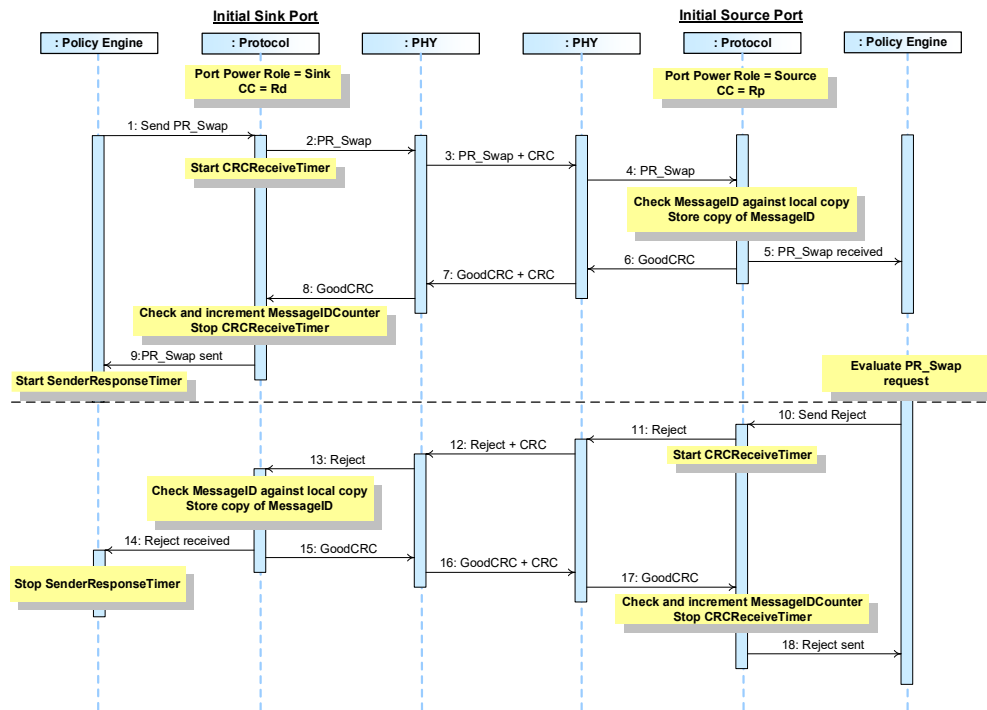 Initial Sink Port
Initial Source Port
: Policy Engine
: Protocol
: PHY
: PHY
: Protocol
: Policy Engine
Port Power Role = Sink
CC = Rd
Port Power Role = Source
CC = Rp
1: Send PR_Swap
2:PR_Swap
Start CRCReceiveTimer
3: PR_Swap + CRC
4: PR_Swap
Check MessageID against local copy
Store copy of MessageID
5: PR_Swap received
6: GoodCRC
7: GoodCRC + CRC
8: GoodCRC
Check and increment MessageIDCounter
Stop CRCReceiveTimer
9:PR_Swap sent
Start SenderResponseTimer
Evaluate PR_Swap
request
10: Send Reject
11: Reject
Start CRCReceiveTimer
12: Reject + CRC
13: Reject
Check MessageID against local copy
Store copy of MessageID
14: Reject received
15: GoodCRC
Stop SenderResponseTimer
16: GoodCRC + CRC
17: GoodCRC
Check and increment MessageIDCounter
Stop CRCReceiveTimer
18: Reject sent